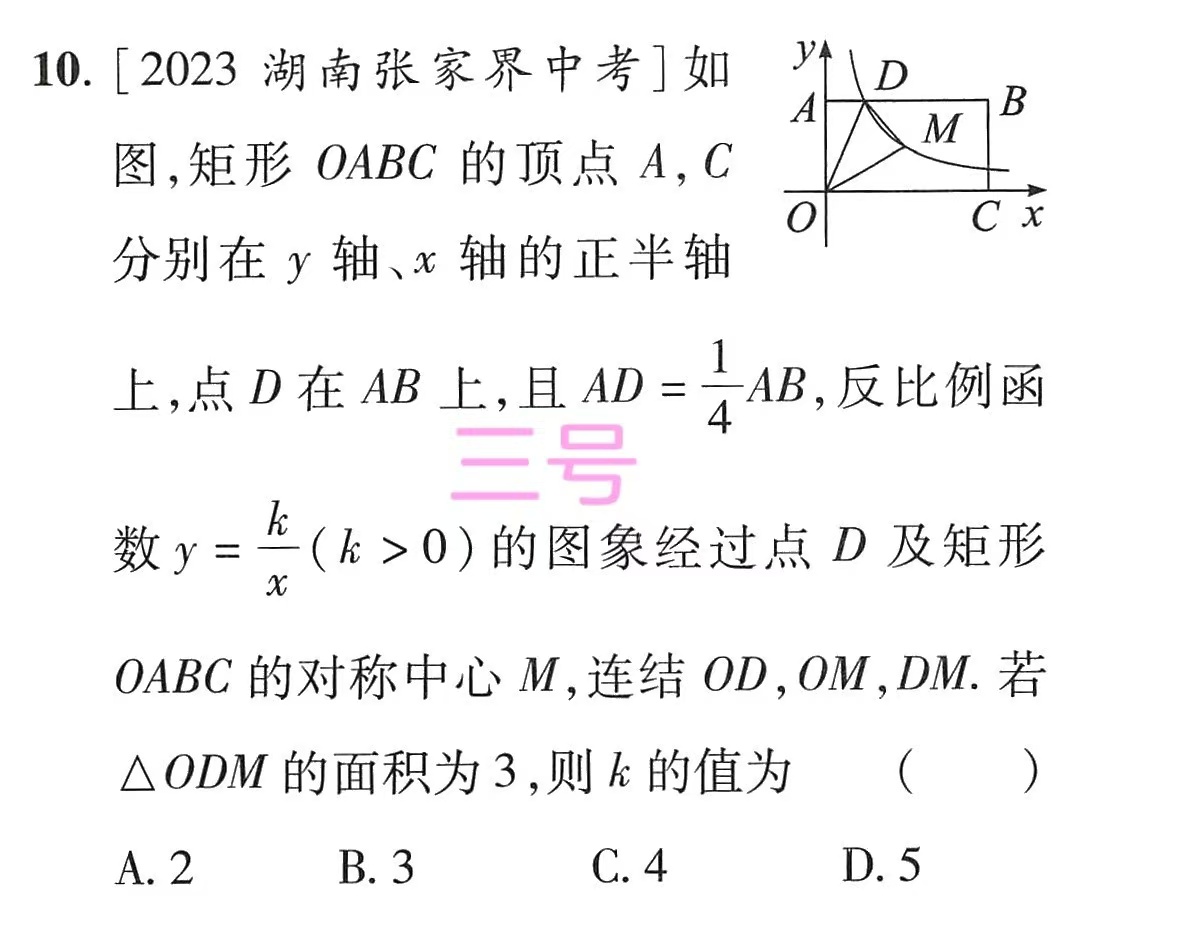 10. [2023 湖南张家界中考]如
图,矩形 OABC 的顶点 A, C
分别在 y 轴、x 轴的正半轴
上,点 D 在 AB 上,且 AD = 1/4 AB,反比例函
数 y = k/x (k > 0) 的图象经过点 D 及矩形
OABC 的对称中心 M,连结 OD,OM,DM. 若
△ODM 的面积为 3,则 k 的值为 ( )
A. 2 B. 3 C. 4 D. 5
y
D
A
B
M
O
C
x
三号